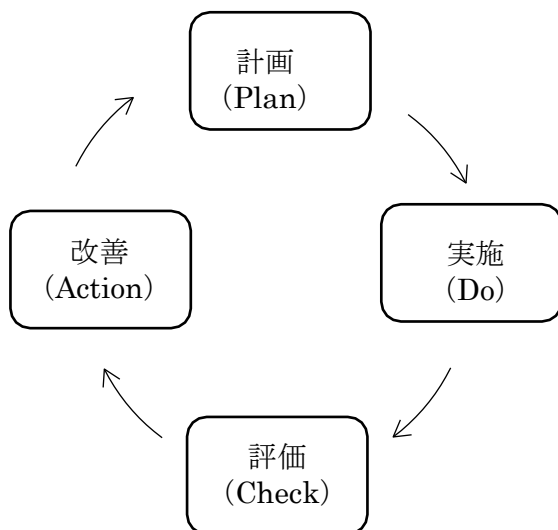 計画
(Plan)
実施
(Do)
評価
(Check)
改善
(Action)